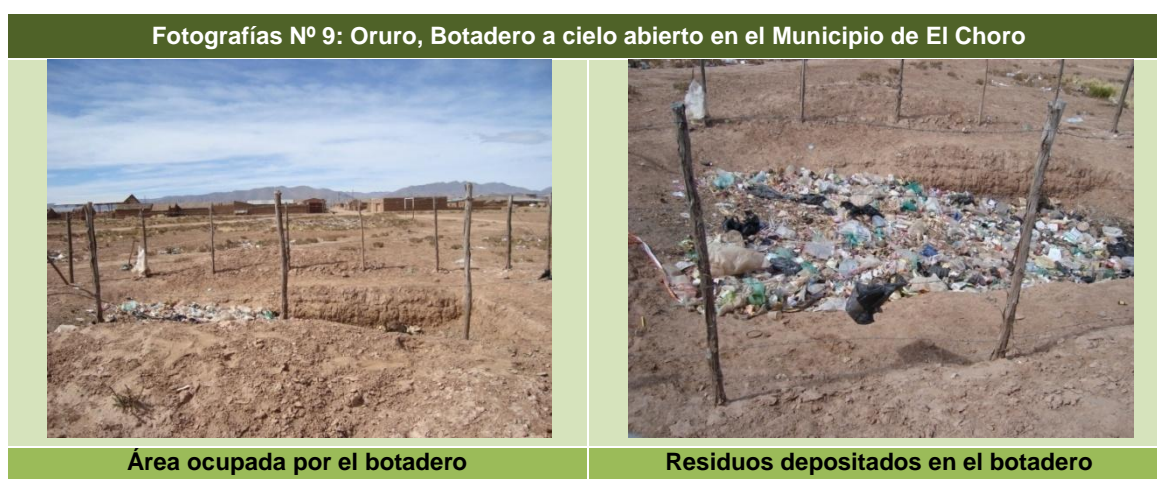 Fotografías Nº 9: Oruro, Botadero a cielo abierto en el Municipio de El Choro
Área ocupada por el botadero
Residuos depositados en el botadero